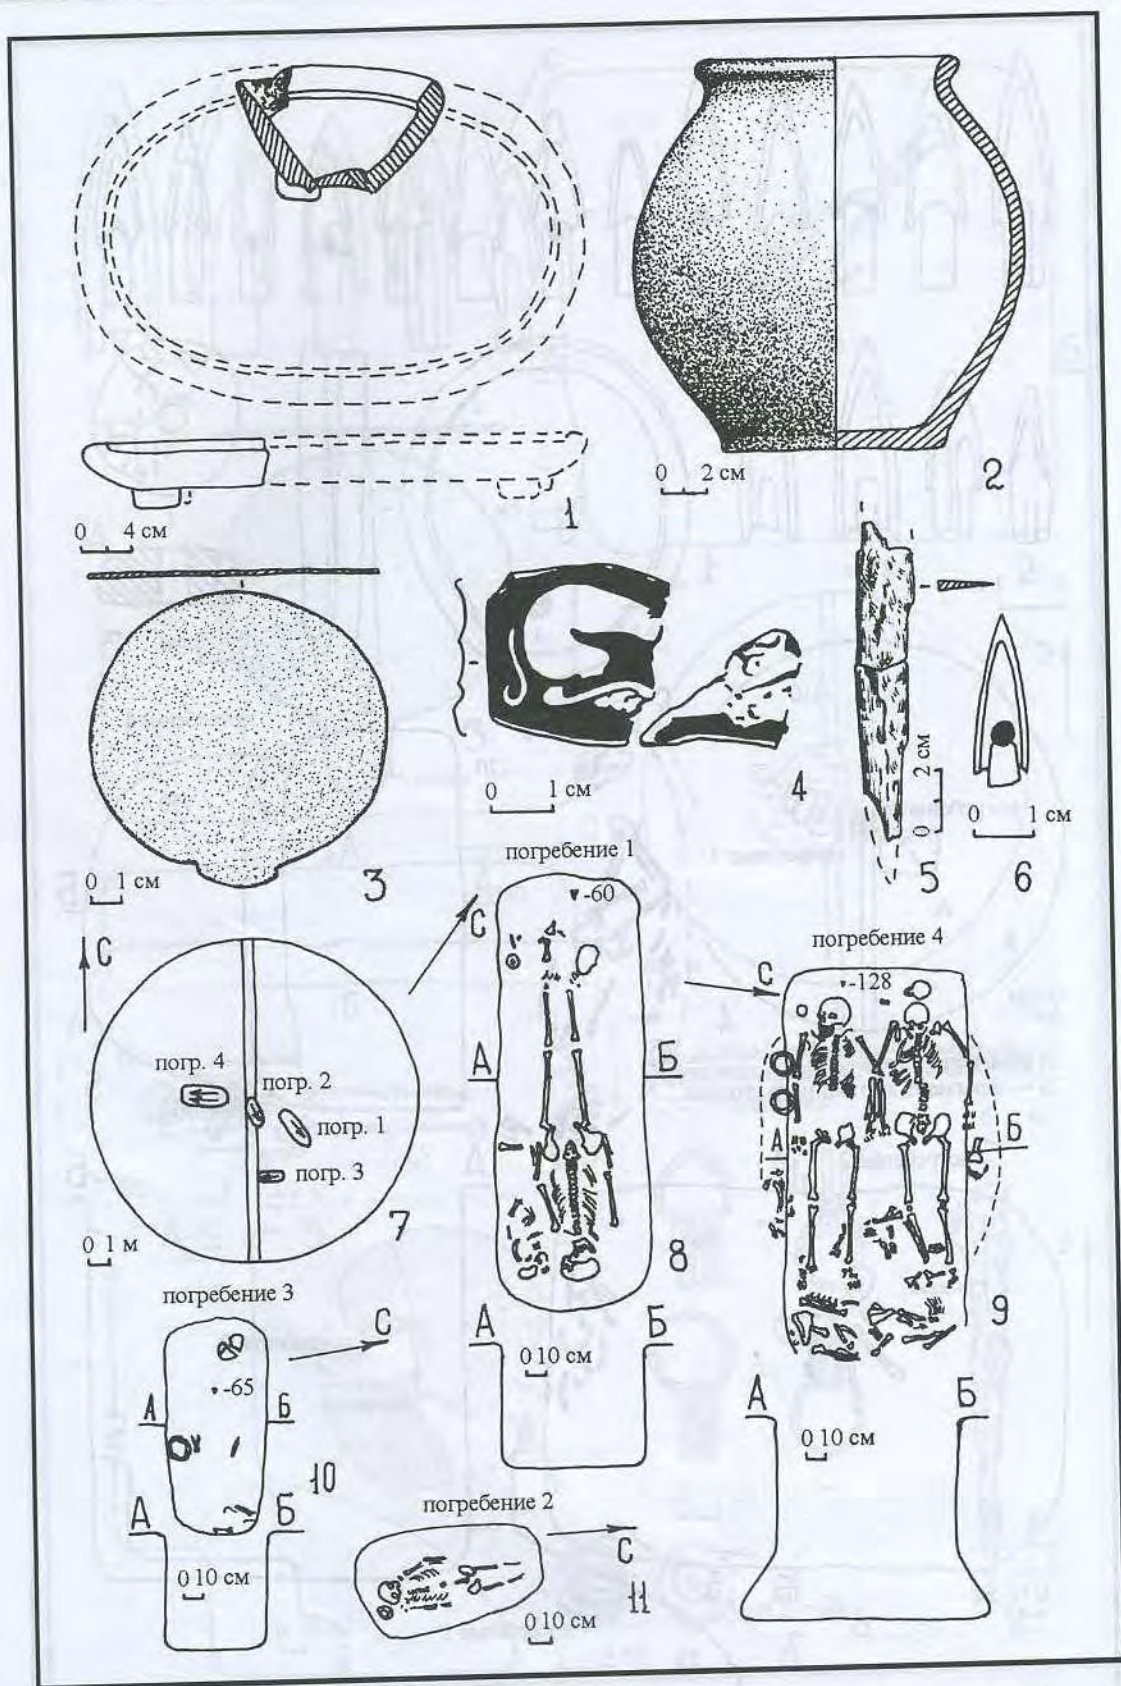 0 4 см
1
0 2 см
2
0 1 см
3
0 1 см
4
0 2 см
5
0 1 см
6
С
погр. 4
погр. 2
погр. 1
погр. 3
0 1 м
7
погребение 1
С
-60
А Б
8
А Б
0 10 см
погребение 4
С
-128
А Б
9
А Б
0 10 см
погребение 3
С
-65
А Б
10
А Б
0 10 см
погребение 2
С
11
0 10 см